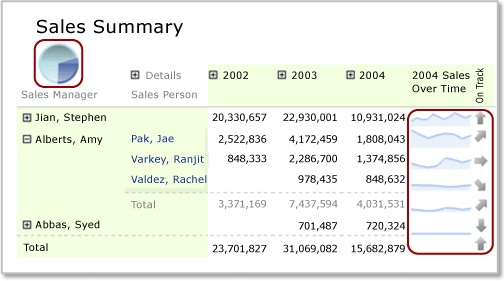 Sales Summary
Details 2002 2003 2004 2004 Sales Over Time On Track
Sales Manager Sales Person
Jian, Stephen 20,330,657 22,930,001 10,931,024
Alberts, Amy Pak, Jae 2,522,836 4,172,459 1,808,043
Varkey, Ranjit 848,333 2,286,700 1,374,856
Valdez, Rachel 978,435 848,632
Total 3,371,169 7,437,594 4,031,531
Abbas, Syed 701,487 720,324
Total 23,701,827 31,069,082 15,682,879